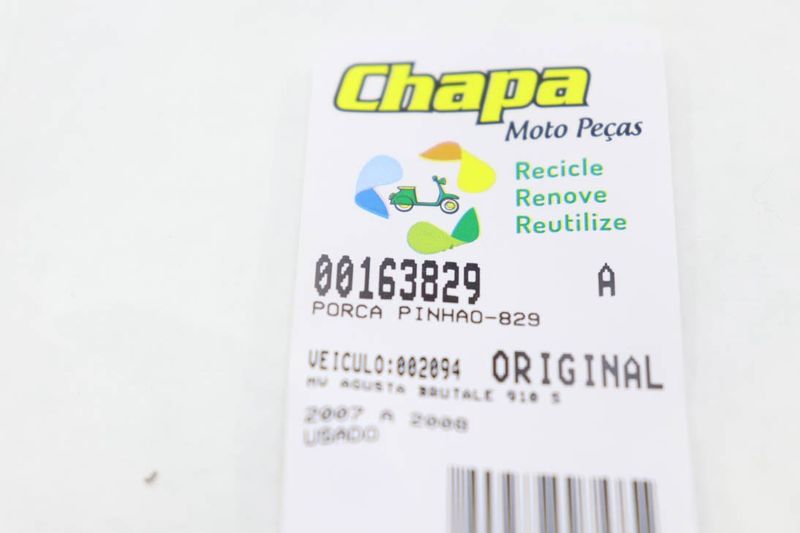 Chapa
Moto Peças
Recicle
Renove
Reutilize
00163829 A
PORCA PINHAO-829
VEICULO:002094 ORIGINAL
MV AGUSTA BRUTALE 910 S
2007 A 2008
USADO